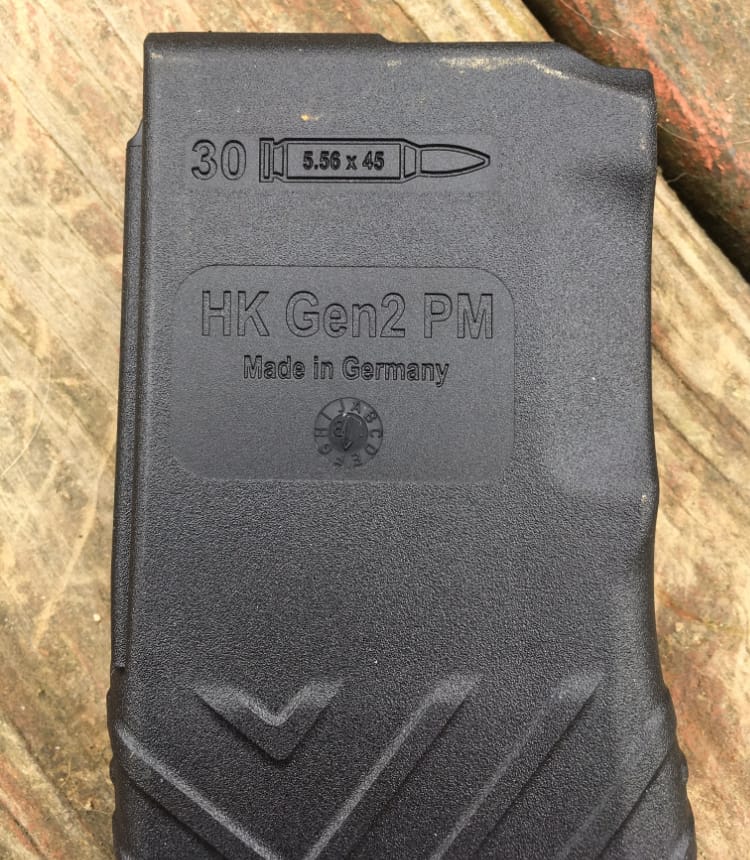 30 5.56 x 45
HK Gen2 PM
Made in Germany